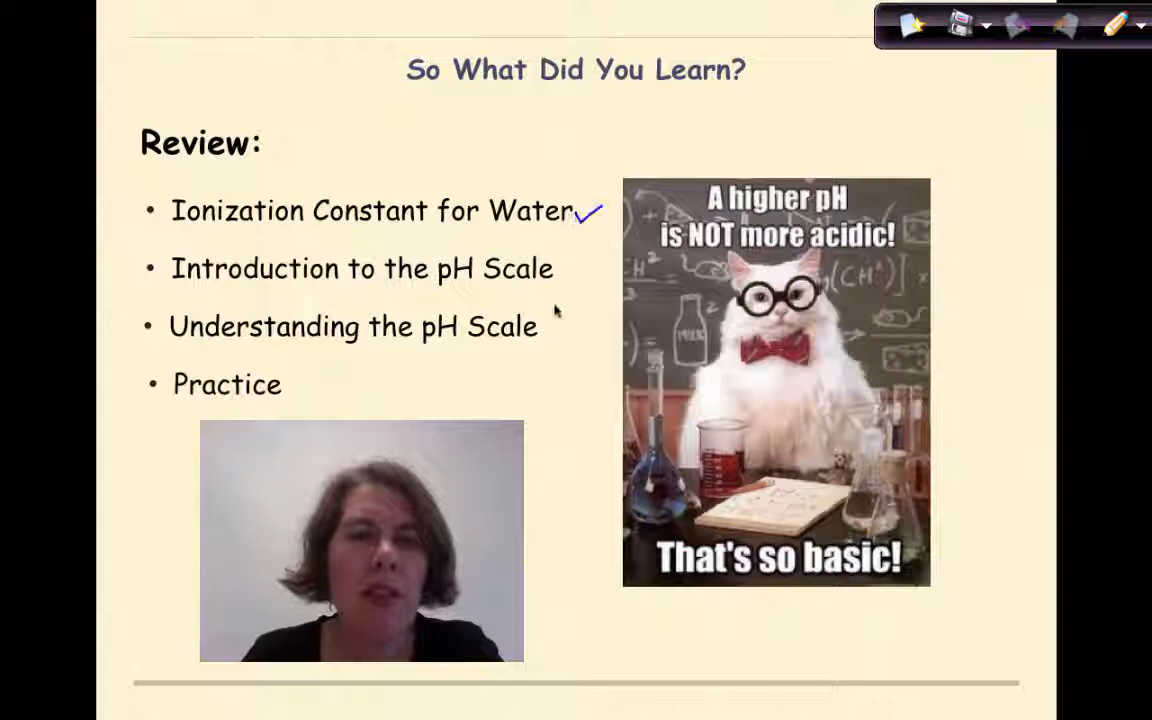 So What Did You Learn?
Review:
• Ionization Constant for Water
• Introduction to the pH Scale
• Understanding the pH Scale
• Practice
A higher pH
is NOT more acidic!
MILK
That's so basic!